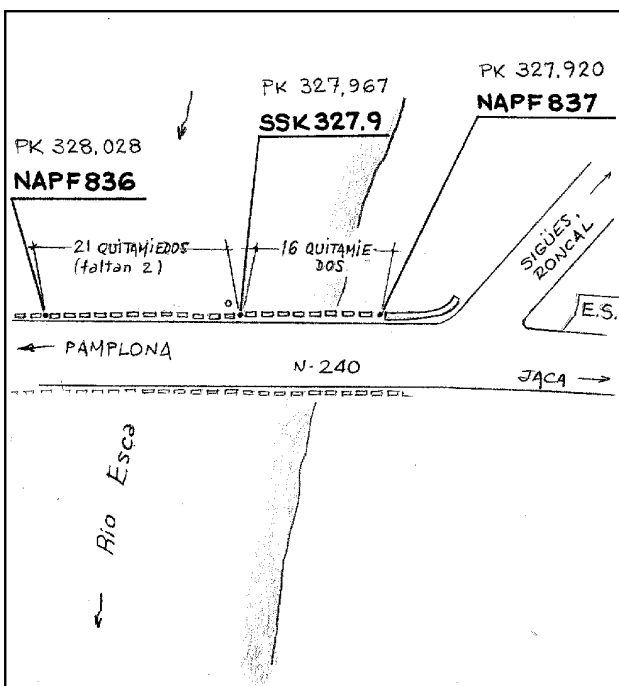 PK 327,920
NAPF 837
PK 327,967
SSK 327.9
PK 328,028
NAPF 836
21 QUITAMIEDOS
(faltan 2)
16 QUITAMIE
DOS
SIGÜES,
RONCAL
E.S.
PAMPLONA
N-240
JACA
Rio Esca